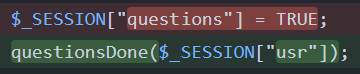 $_SESSION["questions"] = TRUE;
questionsDone($_SESSION["usr"]);